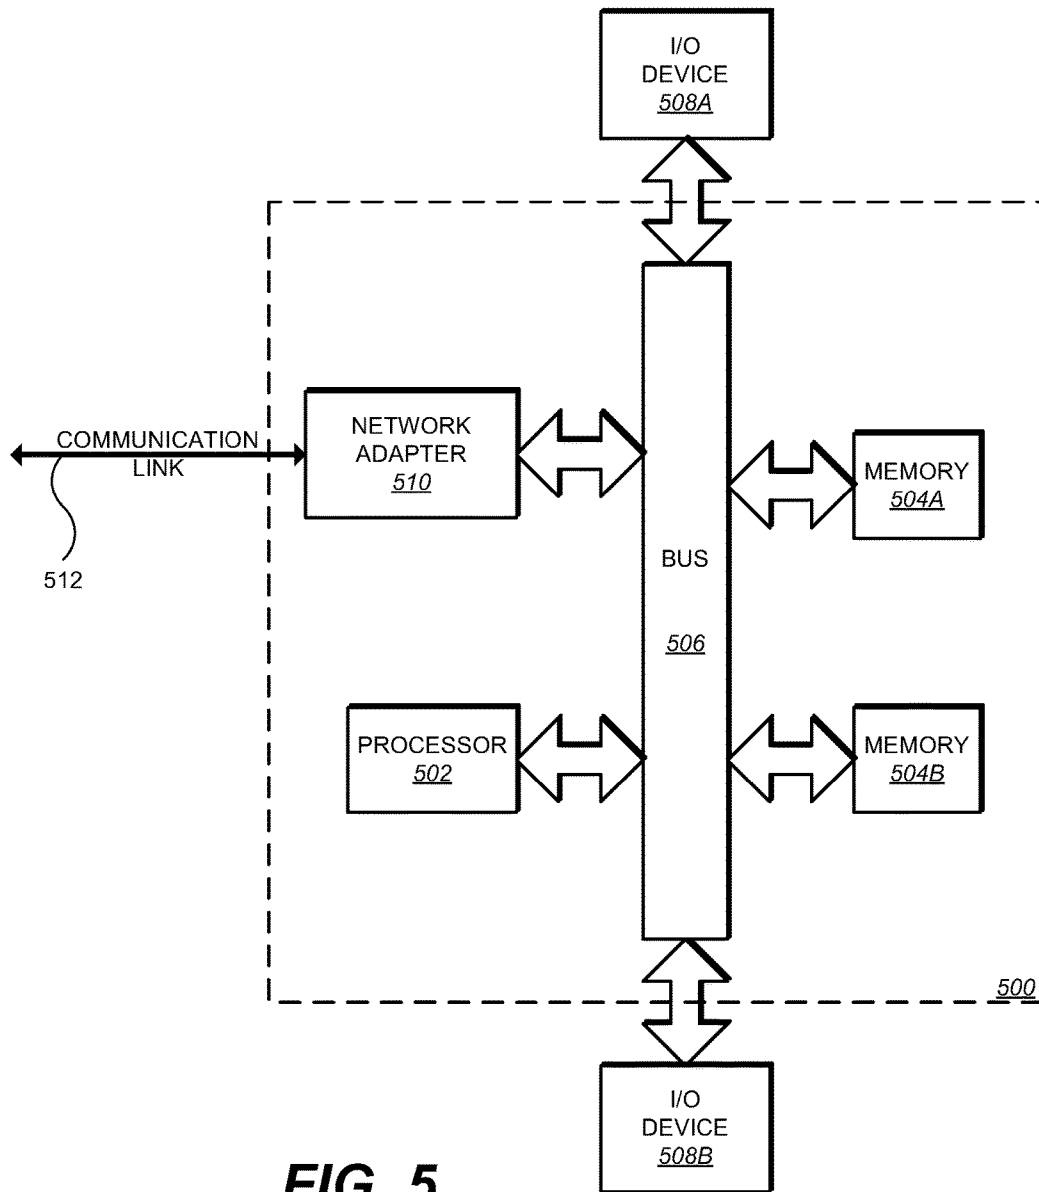 I/O
DEVICE
508A
NETWORK
ADAPTER
510
COMMUNICATION
LINK
512
MEMORY
504A
BUS
506
PROCESSOR
502
MEMORY
504B
500
I/O
DEVICE
508B
FIG. 5